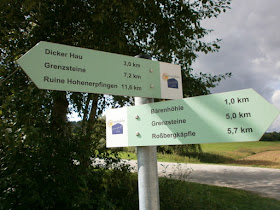 Dicker Hau 3,0 km
Grenzsteine 7,2 km
Ruine Hohenerpfingen 11,6 km
Bärenhöhle 1,0 km
Grenzsteine 5,0 km
Roßbergkäpfle 5,7 km